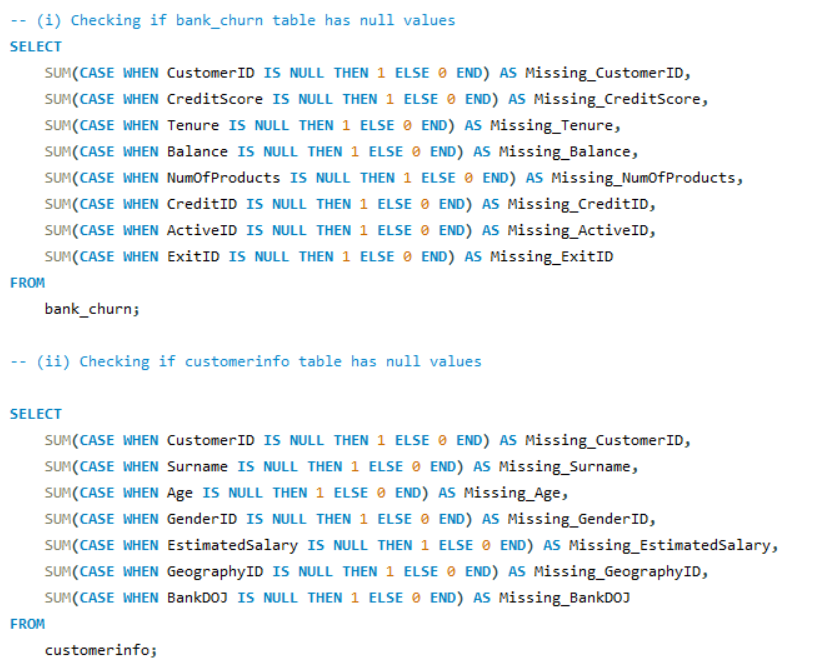 -- (i) Checking if bank_churn table has null values
SELECT
    SUM(CASE WHEN CustomerID IS NULL THEN 1 ELSE 0 END) AS Missing_CustomerID,
    SUM(CASE WHEN CreditScore IS NULL THEN 1 ELSE 0 END) AS Missing_CreditScore,
    SUM(CASE WHEN Tenure IS NULL THEN 1 ELSE 0 END) AS Missing_Tenure,
    SUM(CASE WHEN Balance IS NULL THEN 1 ELSE 0 END) AS Missing_Balance,
    SUM(CASE WHEN NumOfProducts IS NULL THEN 1 ELSE 0 END) AS Missing_NumOfProducts,
    SUM(CASE WHEN CreditID IS NULL THEN 1 ELSE 0 END) AS Missing_CreditID,
    SUM(CASE WHEN ActiveID IS NULL THEN 1 ELSE 0 END) AS Missing_ActiveID,
    SUM(CASE WHEN ExitID IS NULL THEN 1 ELSE 0 END) AS Missing_ExitID
FROM
    bank_churn;
-- (ii) Checking if customerinfo table has null values
SELECT
    SUM(CASE WHEN CustomerID IS NULL THEN 1 ELSE 0 END) AS Missing_CustomerID,
    SUM(CASE WHEN Surname IS NULL THEN 1 ELSE 0 END) AS Missing_Surname,
    SUM(CASE WHEN Age IS NULL THEN 1 ELSE 0 END) AS Missing_Age,
    SUM(CASE WHEN GenderID IS NULL THEN 1 ELSE 0 END) AS Missing_GenderID,
    SUM(CASE WHEN EstimatedSalary IS NULL THEN 1 ELSE 0 END) AS Missing_EstimatedSalary,
    SUM(CASE WHEN GeographyID IS NULL THEN 1 ELSE 0 END) AS Missing_GeographyID,
    SUM(CASE WHEN BankDOJ IS NULL THEN 1 ELSE 0 END) AS Missing_BankDOJ
FROM
    customerinfo;